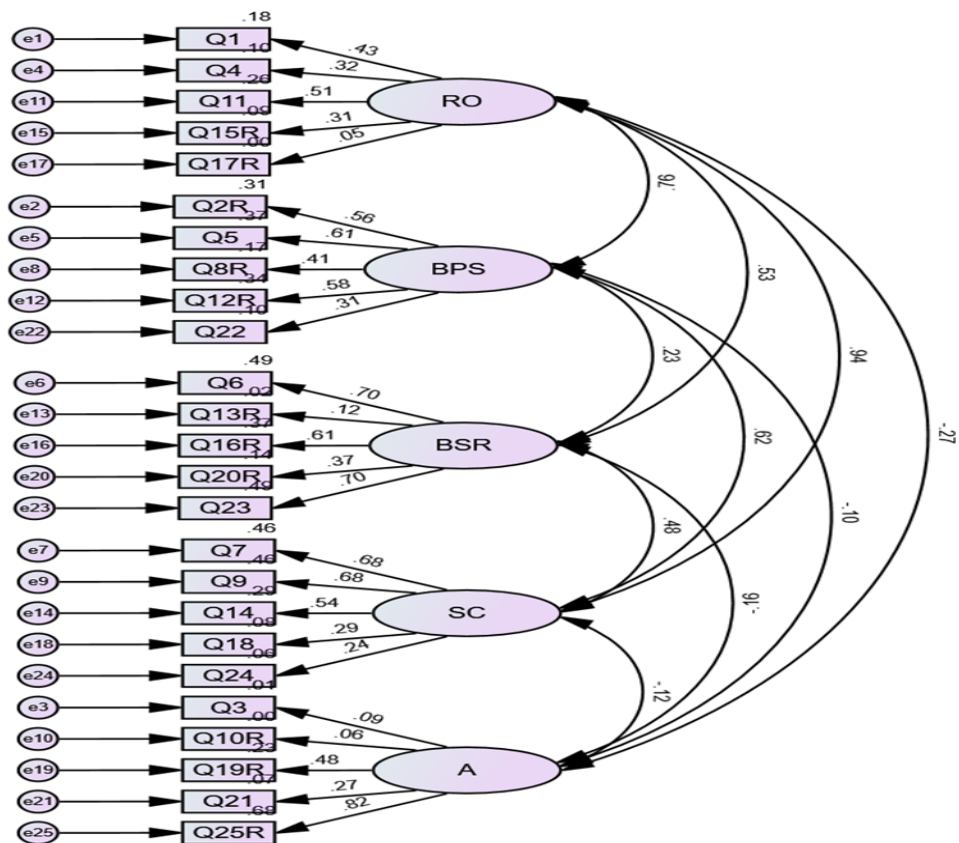 .18
e1 Q1 .43
.10
e4 Q4 .32
.26
e11 Q11 .51 RO
.09
e15 Q15R .31
.00
e17 Q17R .05
.76
.31
e2 Q2R .56
.37
e5 Q5 .61
.17
e8 Q8R .41 BPS .53
.34
e12 Q12R .58
.10
e22 Q22 .31
.23 .94
.49
e6 Q6 .70
.02
e13 Q13R .12
.37
e16 Q16R .61 BSR .62 -.27
.14
e20 Q20R .37
.49
e23 Q23 .70
.48 -.10
.46
e7 Q7 .68
.46
e9 Q9 .68
.29
e14 Q14 .54 SC -.16
.08
e18 Q18 .29
.06
e24 Q24 .24
.01
e3 Q3 .09 -.12
.00
e10 Q10R .06
.23
e19 Q19R .48 A
.07
e21 Q21 .27
.68
e25 Q25R .82